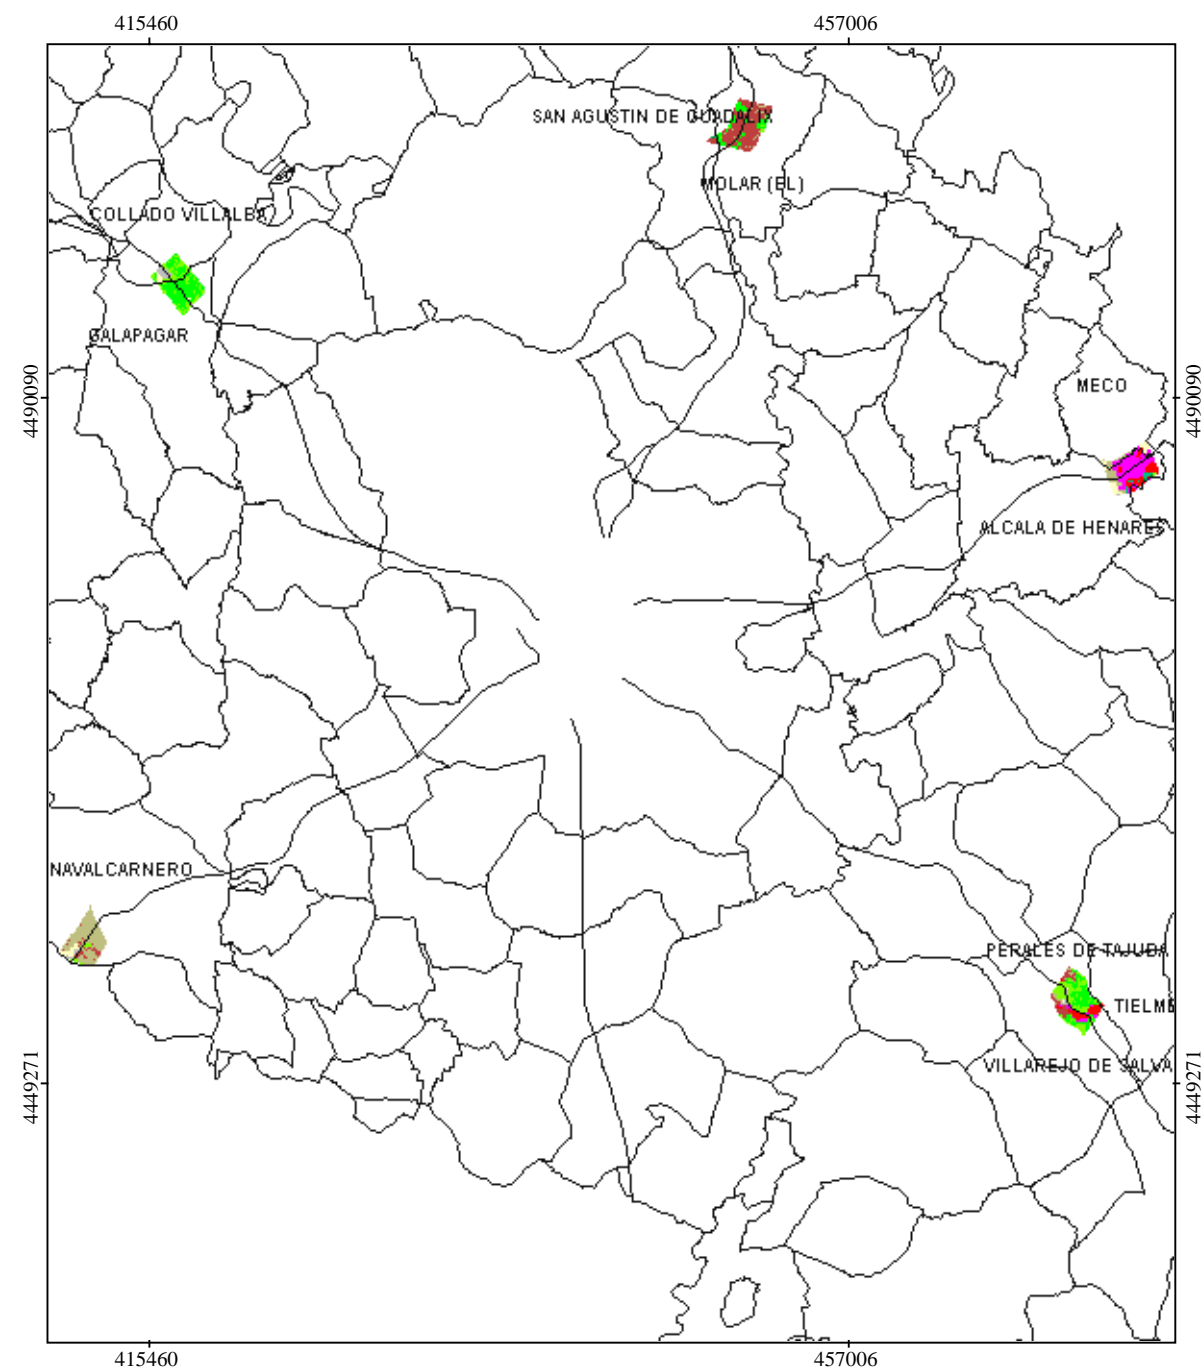 415460 457006
SAN AGUSTIN DE GUADALIX
MOLAR (EL)
COLLADO VILLALBA
GALAPAGAR
4490090 4490090
MECO
ALCALA DE HENARES
NAVALCARNERO
PERALES DE TAJUÑA
TIELME
VILLAREJO DE SALVA
4449271 4449271
415460 457006